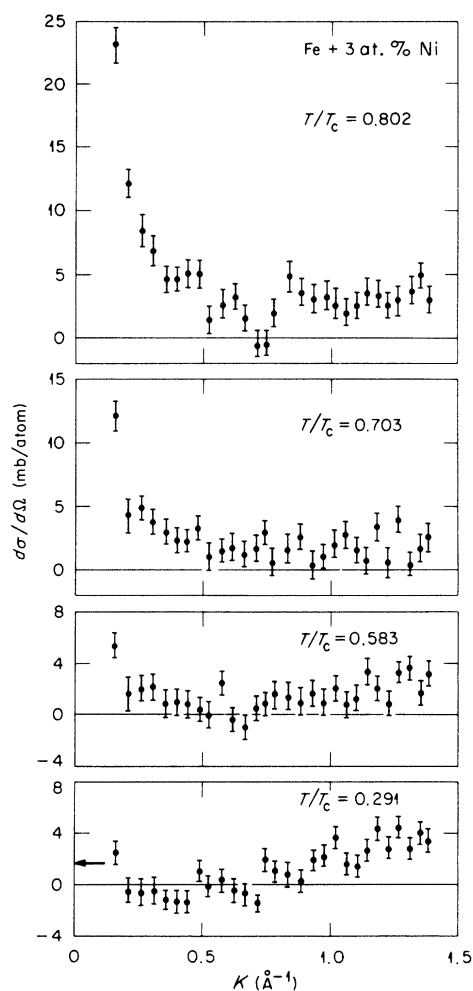 Fe + 3 at. % Ni
T/Tc = 0.802
25
20
15
10
5
0
T/Tc = 0.703
15
10
5
0
dσ/dΩ (mb/atom)
T/Tc = 0.583
8
4
0
−4
T/Tc = 0.291
8
4
0
−4
0 0.5 1.0 1.5
K (Å⁻¹)